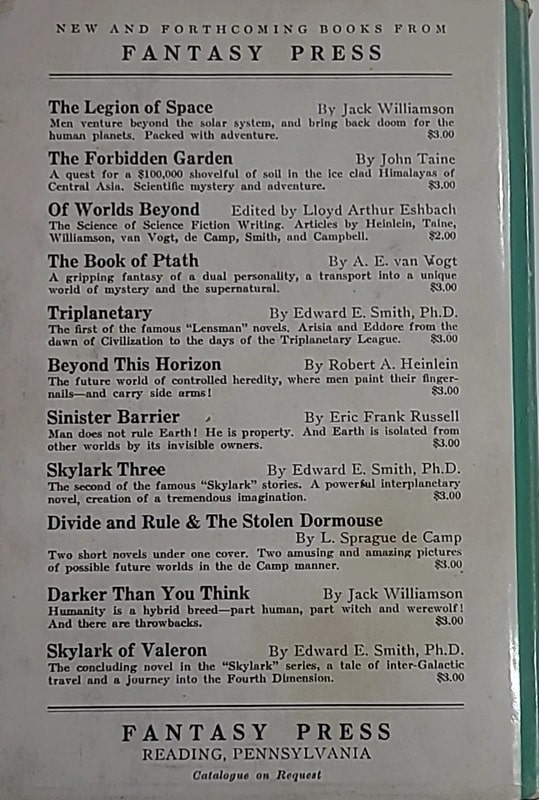 NEW AND FORTHCOMING BOOKS FROM
FANTASY PRESS
The Legion of Space By Jack Williamson
Men venture beyond the solar system, and bring back doom for the
human planets. Packed with adventure. $3.00
The Forbidden Garden By John Taine
A quest for a $100,000 shovelful of soil in the ice clad Himalayas of
Central Asia. Scientific mystery and adventure. $3.00
Of Worlds Beyond Edited by Lloyd Arthur Eshbach
The Science of Science Fiction Writing. Articles by Heinlein, Taine,
Williamson, van Vogt, de Camp, Smith, and Campbell. $2.00
The Book of Ptath By A. E. van Vogt
A gripping fantasy of a dual personality, a transport into a unique
world of mystery and the supernatural. $3.00
Triplanetary By Edward E. Smith, Ph.D.
The first of the famous “Lensman” novels. Arisia and Eddore from the
dawn of Civilization to the days of the Triplanetary League. $3.00
Beyond This Horizon By Robert A. Heinlein
The future world of controlled heredity, where men paint their finger-
nails—and carry side arms! $3.00
Sinister Barrier By Eric Frank Russell
Man does not rule Earth! He is property. And Earth is isolated from
other worlds by its invisible owners. $3.00
Skylark Three By Edward E. Smith, Ph.D.
The second of the famous “Skylark” stories. A powerful interplanetary
novel, creation of a tremendous imagination. $3.00
Divide and Rule & The Stolen Dormouse
By L. Sprague de Camp
Two short novels under one cover. Two amusing and amazing pictures
of possible future worlds in the de Camp manner. $3.00
Darker Than You Think By Jack Williamson
Humanity is a hybrid breed—part human, part witch and werewolf!
And there are throwbacks. $3.00
Skylark of Valeron By Edward E. Smith, Ph.D.
The concluding novel in the “Skylark” series, a tale of inter-Galactic
travel and a journey into the Fourth Dimension. $3.00
FANTASY PRESS
READING, PENNSYLVANIA
Catalogue on Request